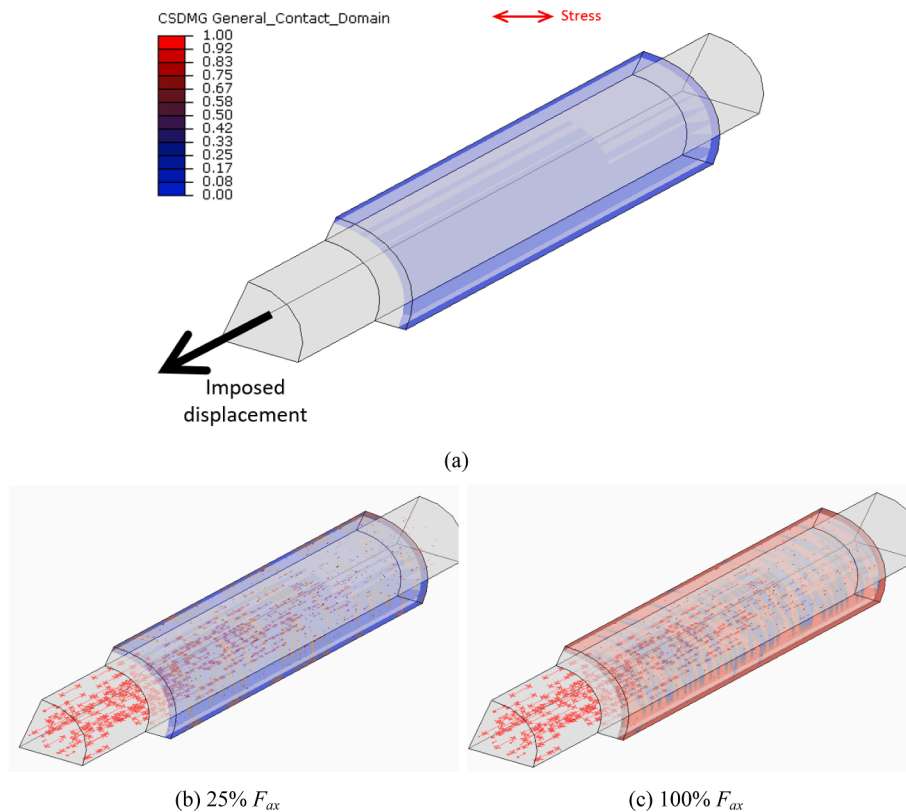 CSDMG General_Contact_Domain
Stress
1.00
0.92
0.83
0.75
0.67
0.58
0.50
0.42
0.33
0.25
0.17
0.08
0.00
Imposed
displacement
(a)
(b) 25% Fax
(c) 100% Fax